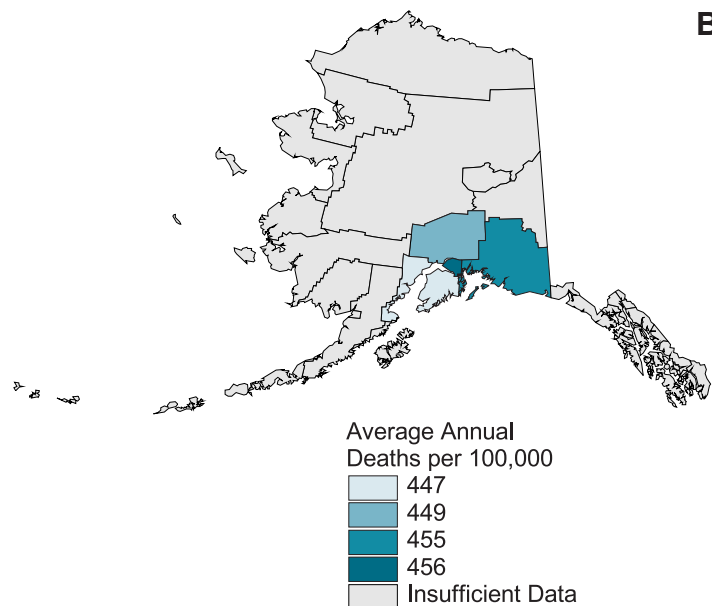 B
Average Annual
Deaths per 100,000
447
449
455
456
Insufficient Data